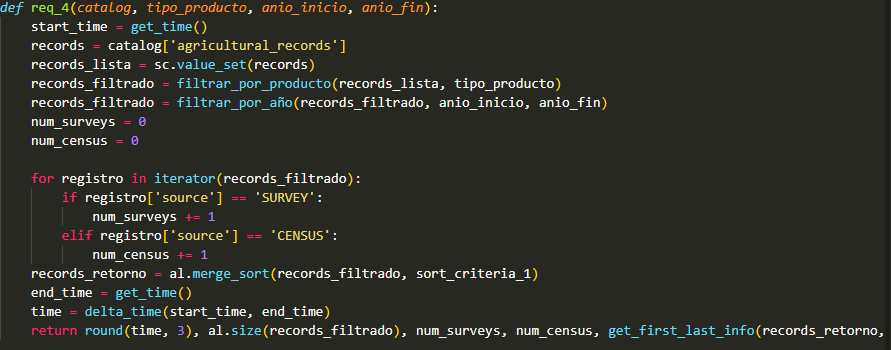 def req_4(catalog, tipo_producto, anio_inicio, anio_fin):
    start_time = get_time()
    records = catalog['agricultural_records']
    records_lista = sc.value_set(records)
    records_filtrado = filtrar_por_producto(records_lista, tipo_producto)
    records_filtrado = filtrar_por_año(records_filtrado, anio_inicio, anio_fin)
    num_surveys = 0
    num_census = 0

    for registro in iterator(records_filtrado):
        if registro['source'] == 'SURVEY':
            num_surveys += 1
        elif registro['source'] == 'CENSUS':
            num_census += 1
    records_retorno = al.merge_sort(records_filtrado, sort_criteria_1)
    end_time = get_time()
    time = delta_time(start_time, end_time)
    return round(time, 3), al.size(records_filtrado), num_surveys, num_census, get_first_last_info(records_retorno,